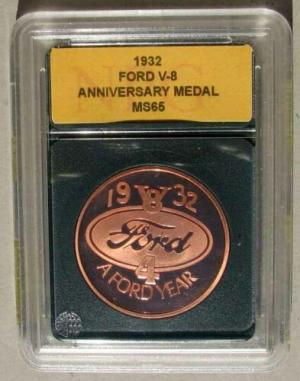 1932
FORD V-8
ANNIVERSARY MEDAL
MS65
19 V8 32
Ford
4
A FORD YEAR